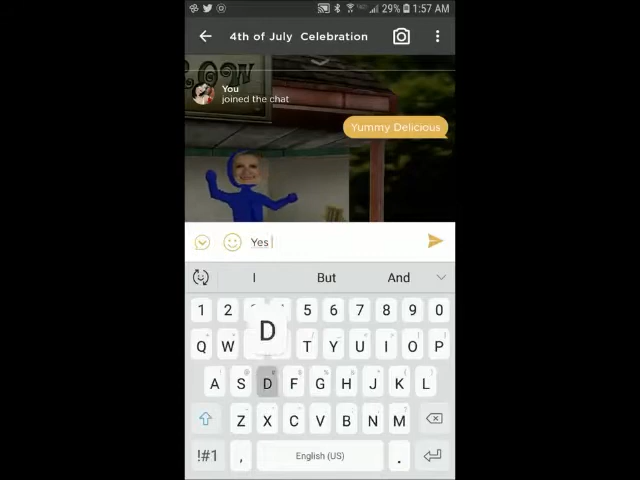 29% 1:57 AM
4th of July Celebration
You
joined the chat
Yummy Delicious
Yes
I But And
1 2 5 6 7 8 9 0
D
Q W T Y U I O P
A S D F G H J K L
Z X C V B N M
!#1 , English (US) .